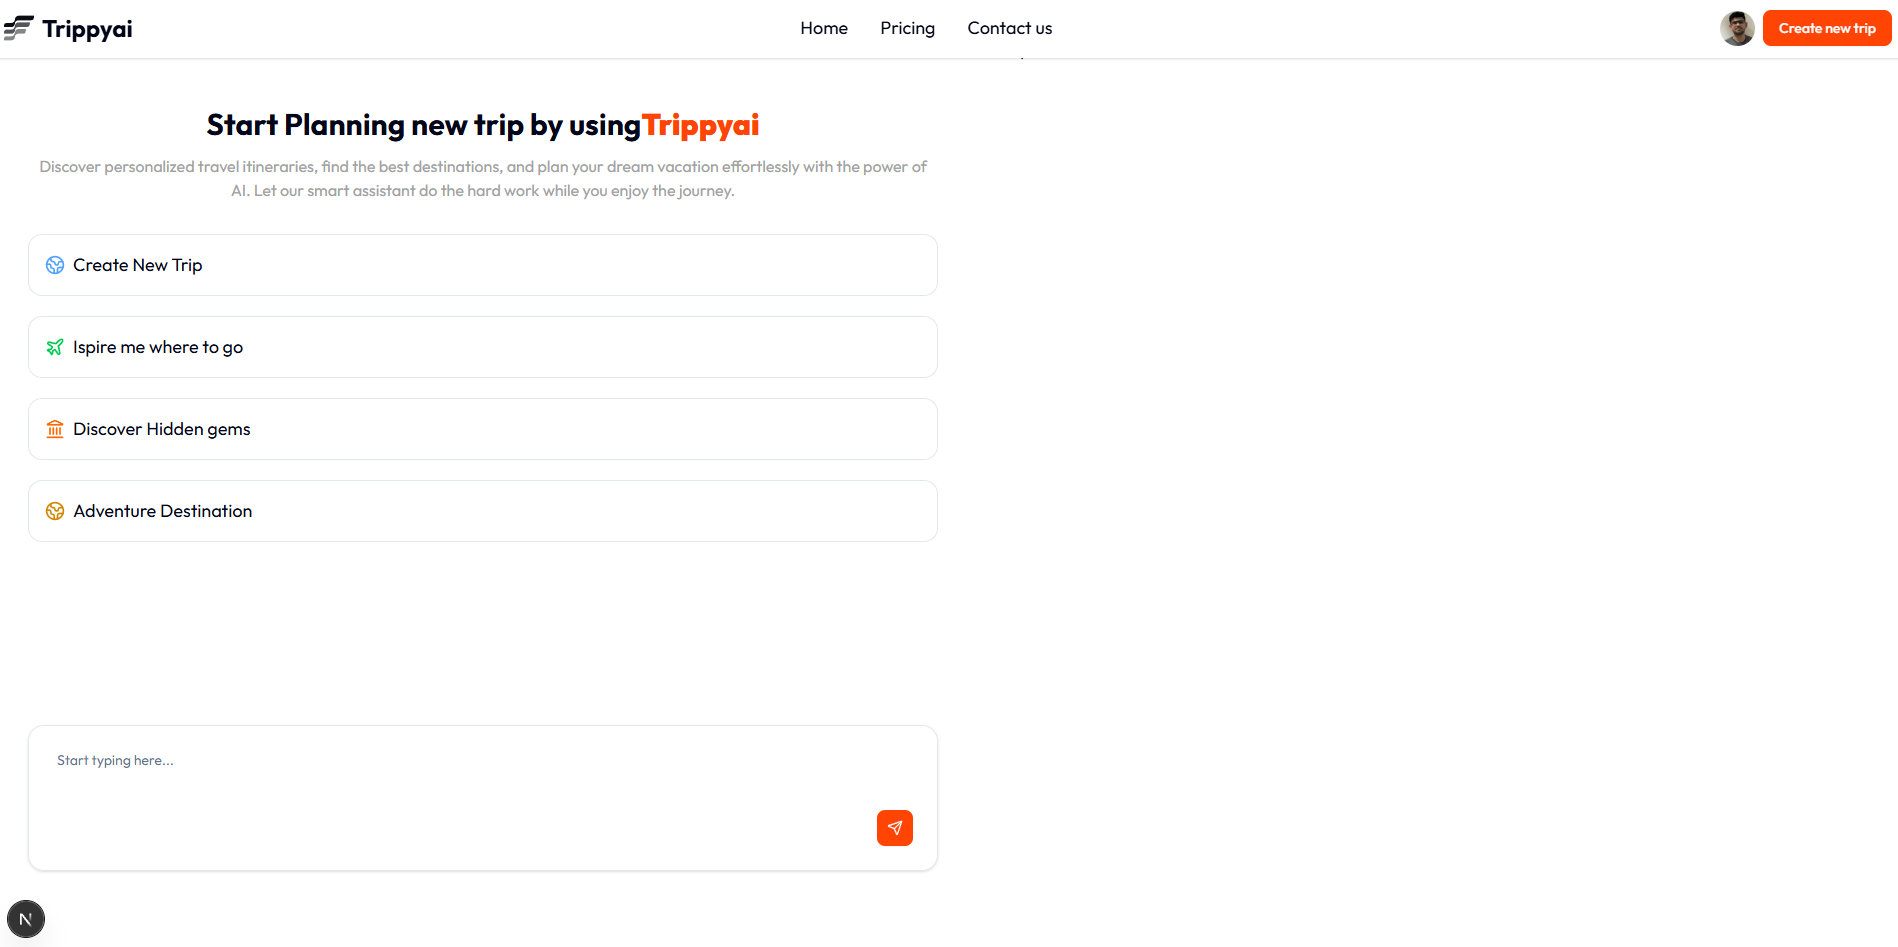 Trippyai
Home
Pricing
Contact us
Create new trip
Start Planning new trip by usingTrippyai
Discover personalized travel itineraries, find the best destinations, and plan your dream vacation effortlessly with the power of
AI. Let our smart assistant do the hard work while you enjoy the journey.
Create New Trip
Ispire me where to go
Discover Hidden gems
Adventure Destination
Start typing here...
N